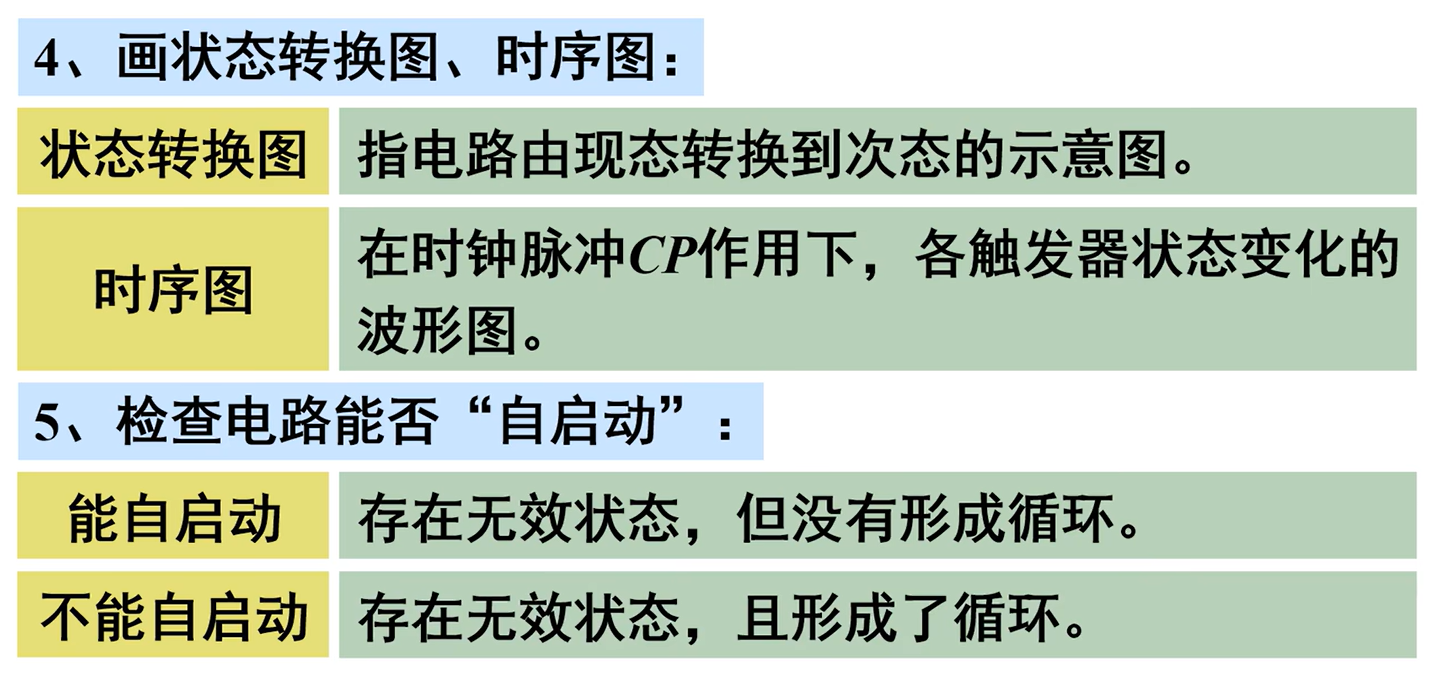 4、画状态转换图、时序图：
状态转换图
指电路由现态转换到次态的示意图。
时序图
在时钟脉冲CP作用下，各触发器状态变化的
波形图。
5、检查电路能否“自启动”：
能自启动
存在无效状态，但没有形成循环。
不能自启动
存在无效状态，且形成了循环。